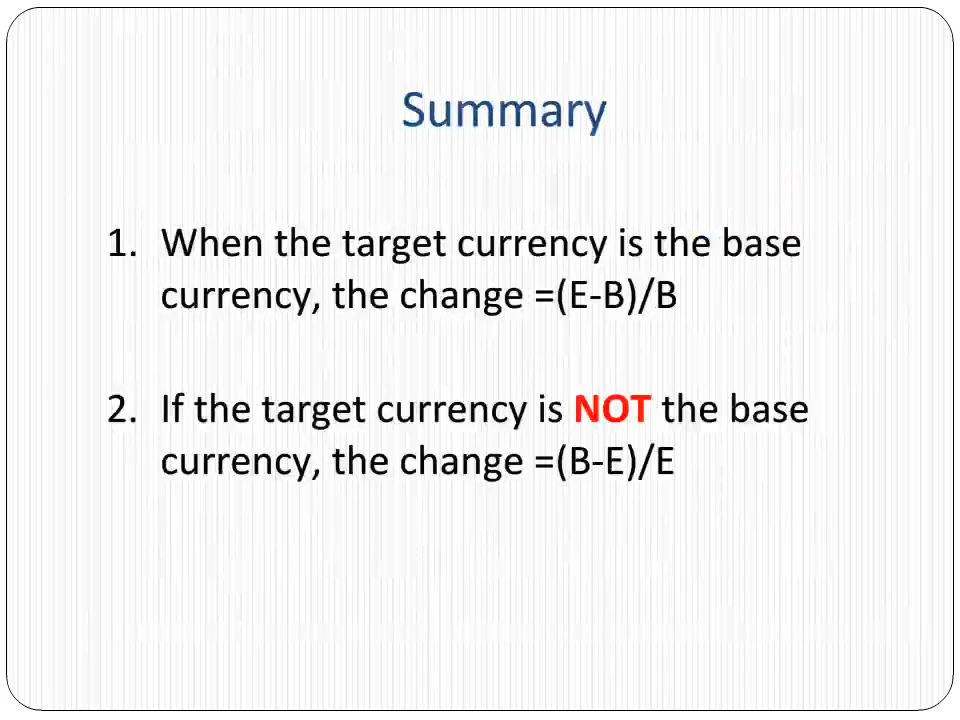 Summary
1. When the target currency is the base
currency, the change =(E-B)/B
2. If the target currency is NOT the base
currency, the change =(B-E)/E